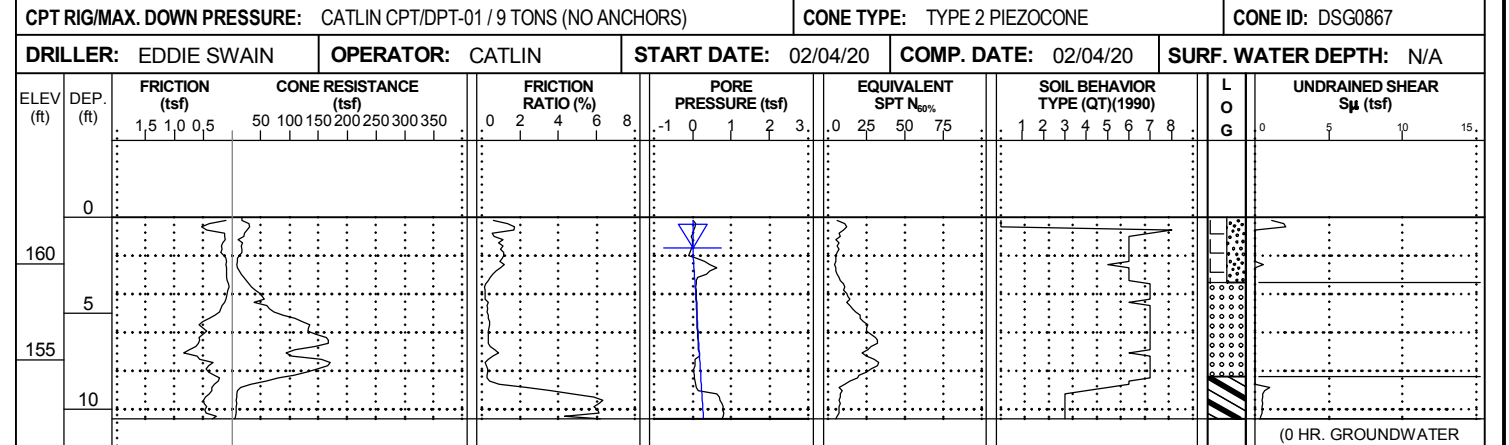 CPT RIG/MAX. DOWN PRESSURE: CATLIN CPT/DPT-01 / 9 TONS (NO ANCHORS) CONE TYPE: TYPE 2 PIEZOCONE CONE ID: DSG0867
DRILLER: EDDIE SWAIN OPERATOR: CATLIN START DATE: 02/04/20 COMP. DATE: 02/04/20 SURF. WATER DEPTH: N/A
ELEV (ft)
DEP. (ft)
FRICTION (tsf)
1,5 1,0 0,5
CONE RESISTANCE (tsf)
50 100 150 200 250 300 350
FRICTION RATIO (%)
0 2 4 6 8
PORE PRESSURE (tsf)
-1 0 1 2 3
EQUIVALENT SPT N60%
0 25 50 75
SOIL BEHAVIOR TYPE (QT)(1990)
1 2 3 4 5 6 7 8
L O G
UNDRAINED SHEAR Sµ (tsf)
0 5 10 15
0
160
5
155
10
(0 HR. GROUNDWATER